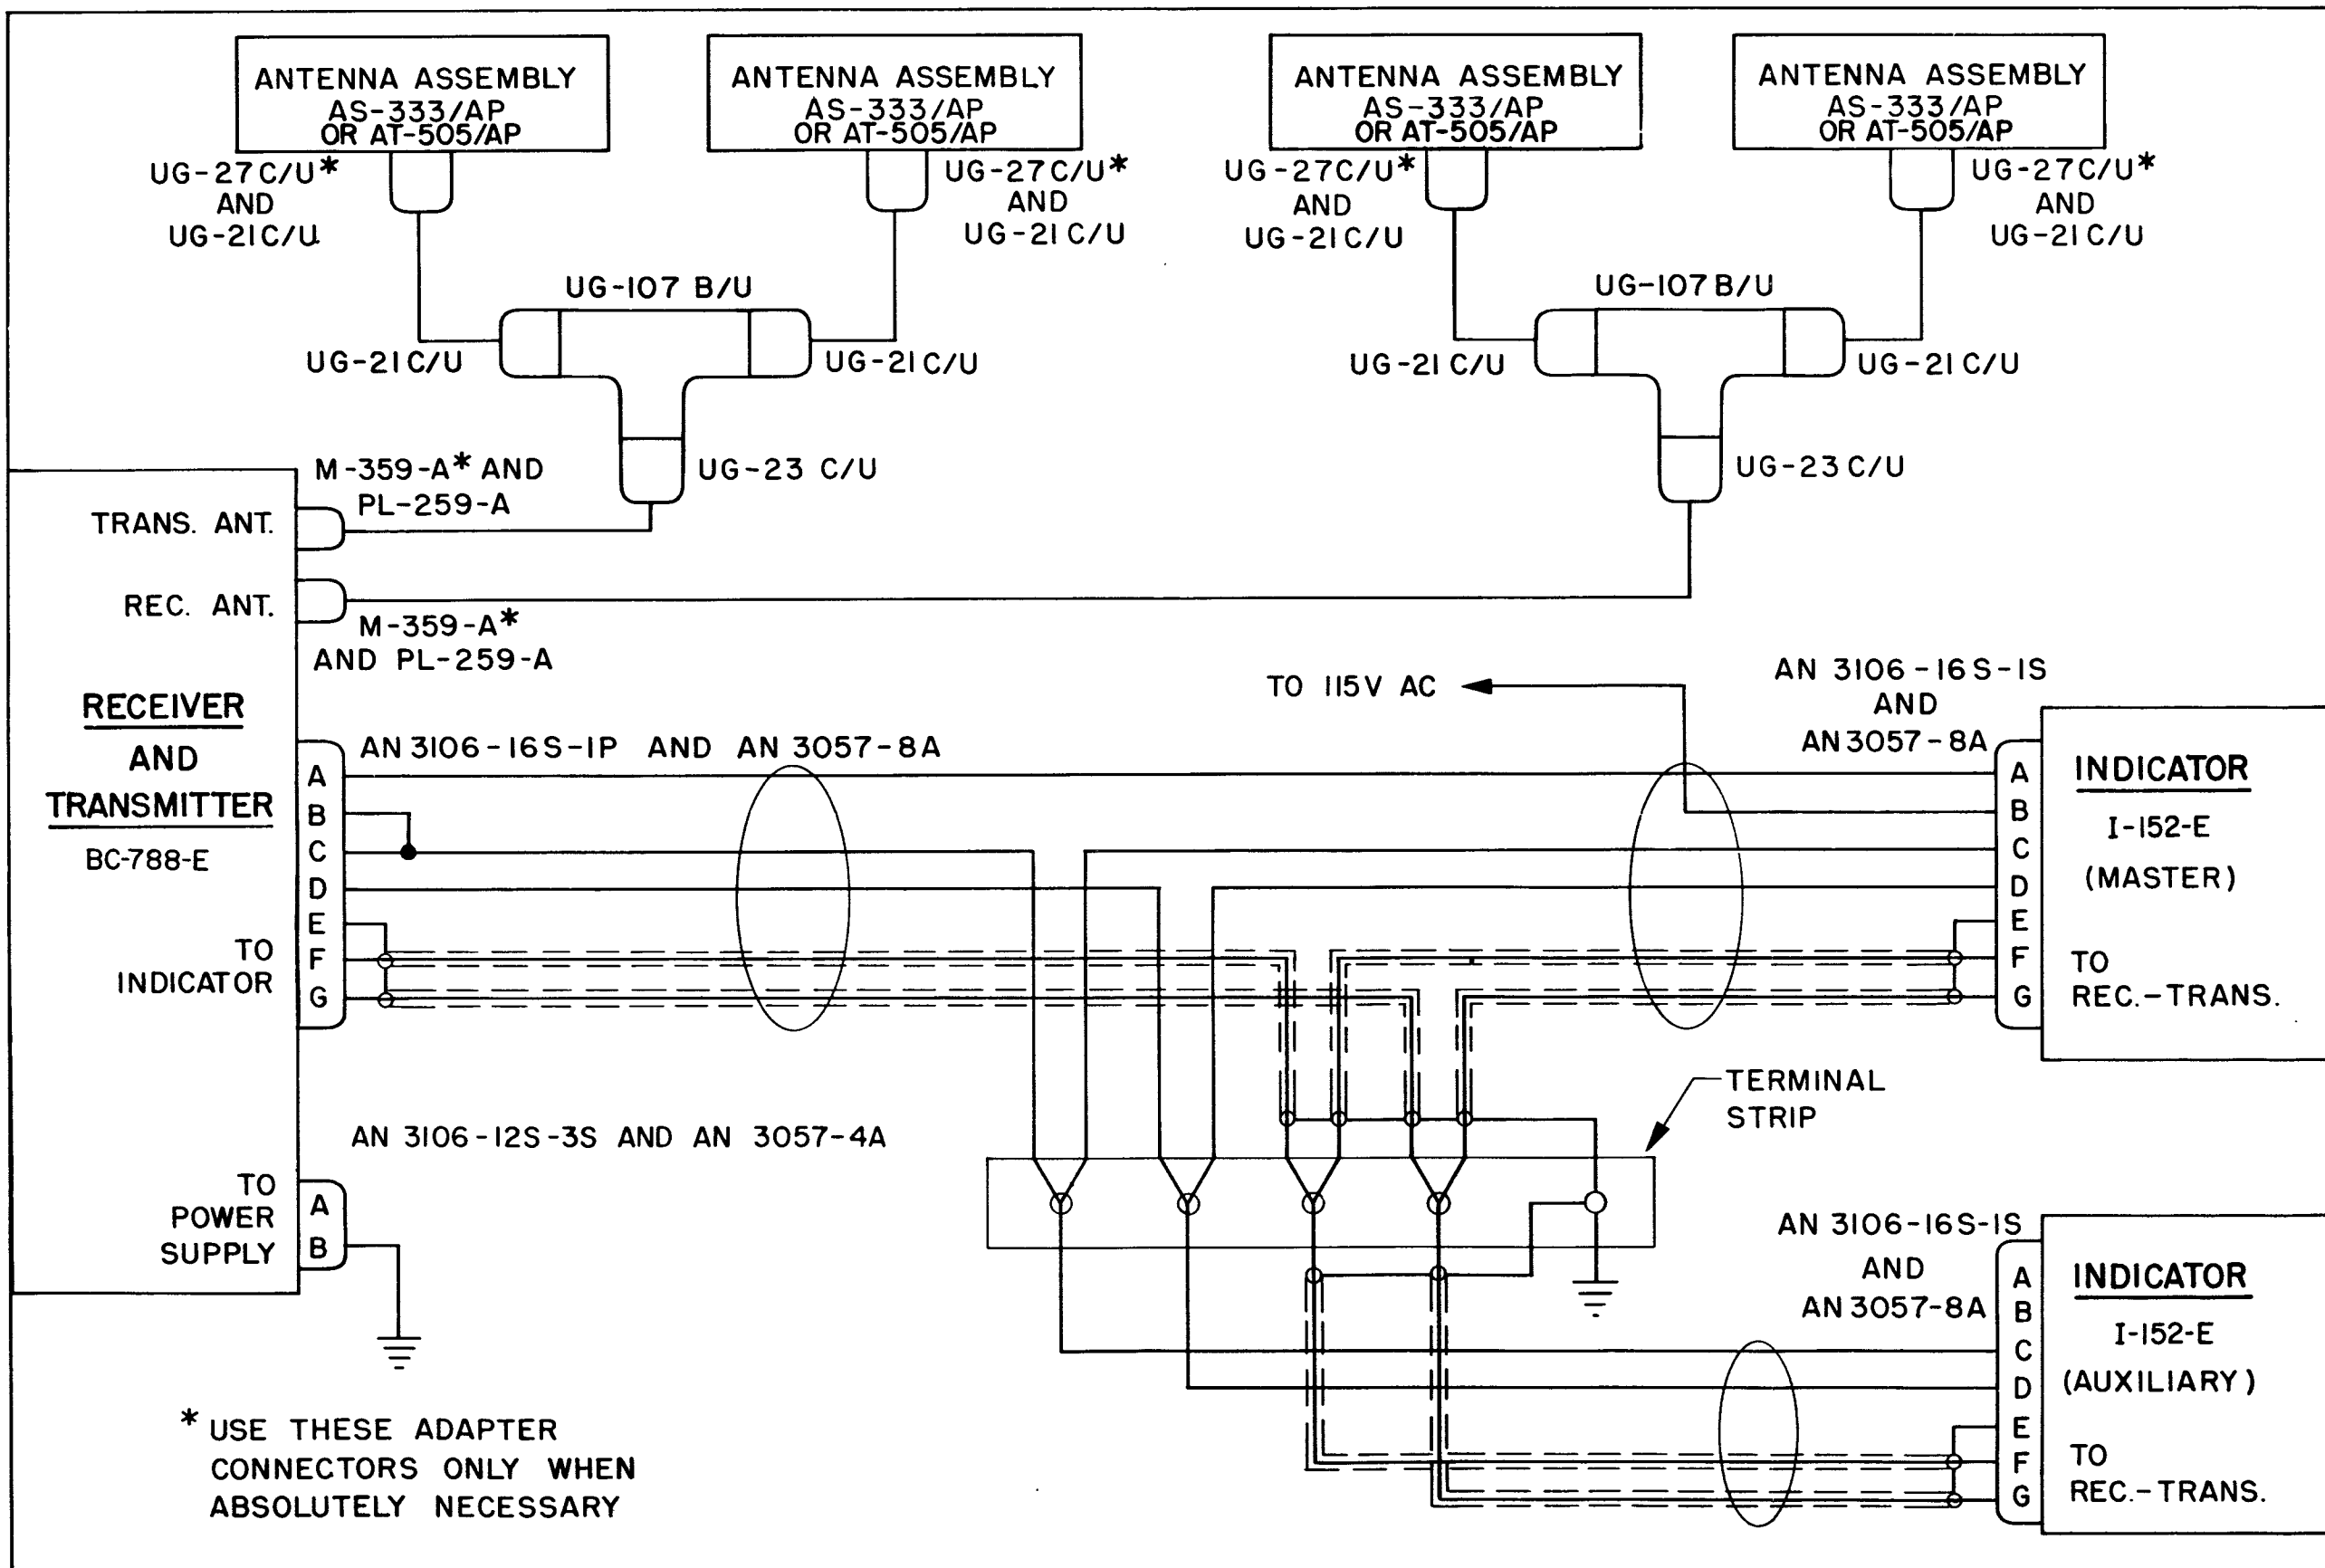 ANTENNA ASSEMBLY
AS-333/AP
OR AT-505/AP
ANTENNA ASSEMBLY
AS-333/AP
OR AT-505/AP
ANTENNA ASSEMBLY
AS-333/AP
OR AT-505/AP
ANTENNA ASSEMBLY
AS-333/AP
OR AT-505/AP
UG-27C/U*
AND
UG-21C/U
UG-27C/U*
AND
UG-21C/U
UG-27C/U*
AND
UG-21C/U
UG-27C/U*
AND
UG-21C/U
UG-107 B/U
UG-21C/U
UG-21C/U
UG-23 C/U
UG-107B/U
UG-21C/U
UG-21C/U
UG-23 C/U
M-359-A* AND
PL-259-A
TRANS. ANT.
REC. ANT.
M-359-A*
AND PL-259-A
RECEIVER
AND
TRANSMITTER
BC-788-E
TO
INDICATOR
A
B
C
D
E
F
G
AN 3106-16S-1P AND AN 3057-8A
TO 115V AC
AN 3106-16S-1S
AND
AN3057-8A
A
B
C
D
E
F
G
INDICATOR
I-152-E
(MASTER)
TO
REC.-TRANS.
TERMINAL
STRIP
AN 3106-12S-3S AND AN 3057-4A
TO
POWER
SUPPLY
A
B
AN 3106-16S-1S
AND
AN3057-8A
A
B
C
D
E
F
G
INDICATOR
I-152-E
(AUXILIARY)
TO
REC.-TRANS.
* USE THESE ADAPTER
CONNECTORS ONLY WHEN
ABSOLUTELY NECESSARY